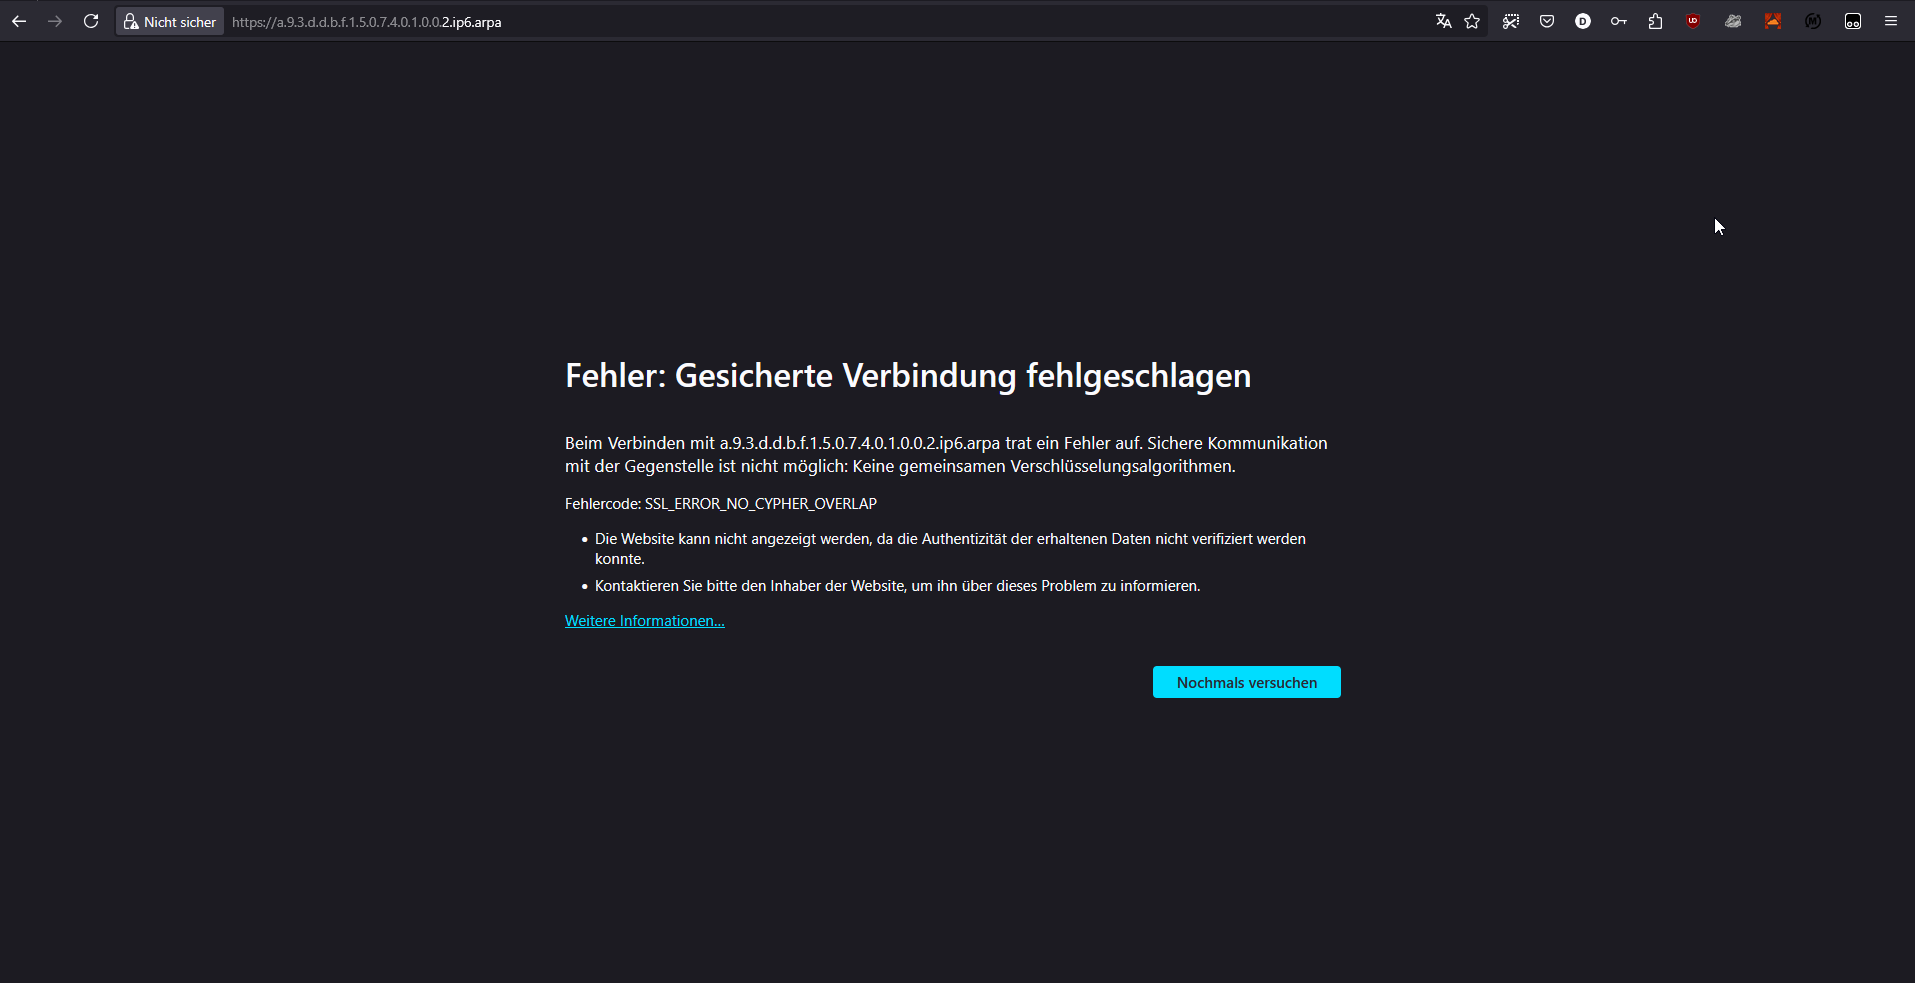 Nicht sicher https://a.9.3.d.d.b.f.1.5.0.7.4.0.1.0.0.2.ip6.arpa
Fehler: Gesicherte Verbindung fehlgeschlagen
Beim Verbinden mit a.9.3.d.d.b.f.1.5.0.7.4.0.1.0.0.2.ip6.arpa trat ein Fehler auf. Sichere Kommunikation
mit der Gegenstelle ist nicht möglich: Keine gemeinsamen Verschlüsselungsalgorithmen.
Fehlercode: SSL_ERROR_NO_CYPHER_OVERLAP
• Die Website kann nicht angezeigt werden, da die Authentizität der erhaltenen Daten nicht verifiziert werden
konnte.
• Kontaktieren Sie bitte den Inhaber der Website, um ihn über dieses Problem zu informieren.
Weitere Informationen…
Nochmals versuchen